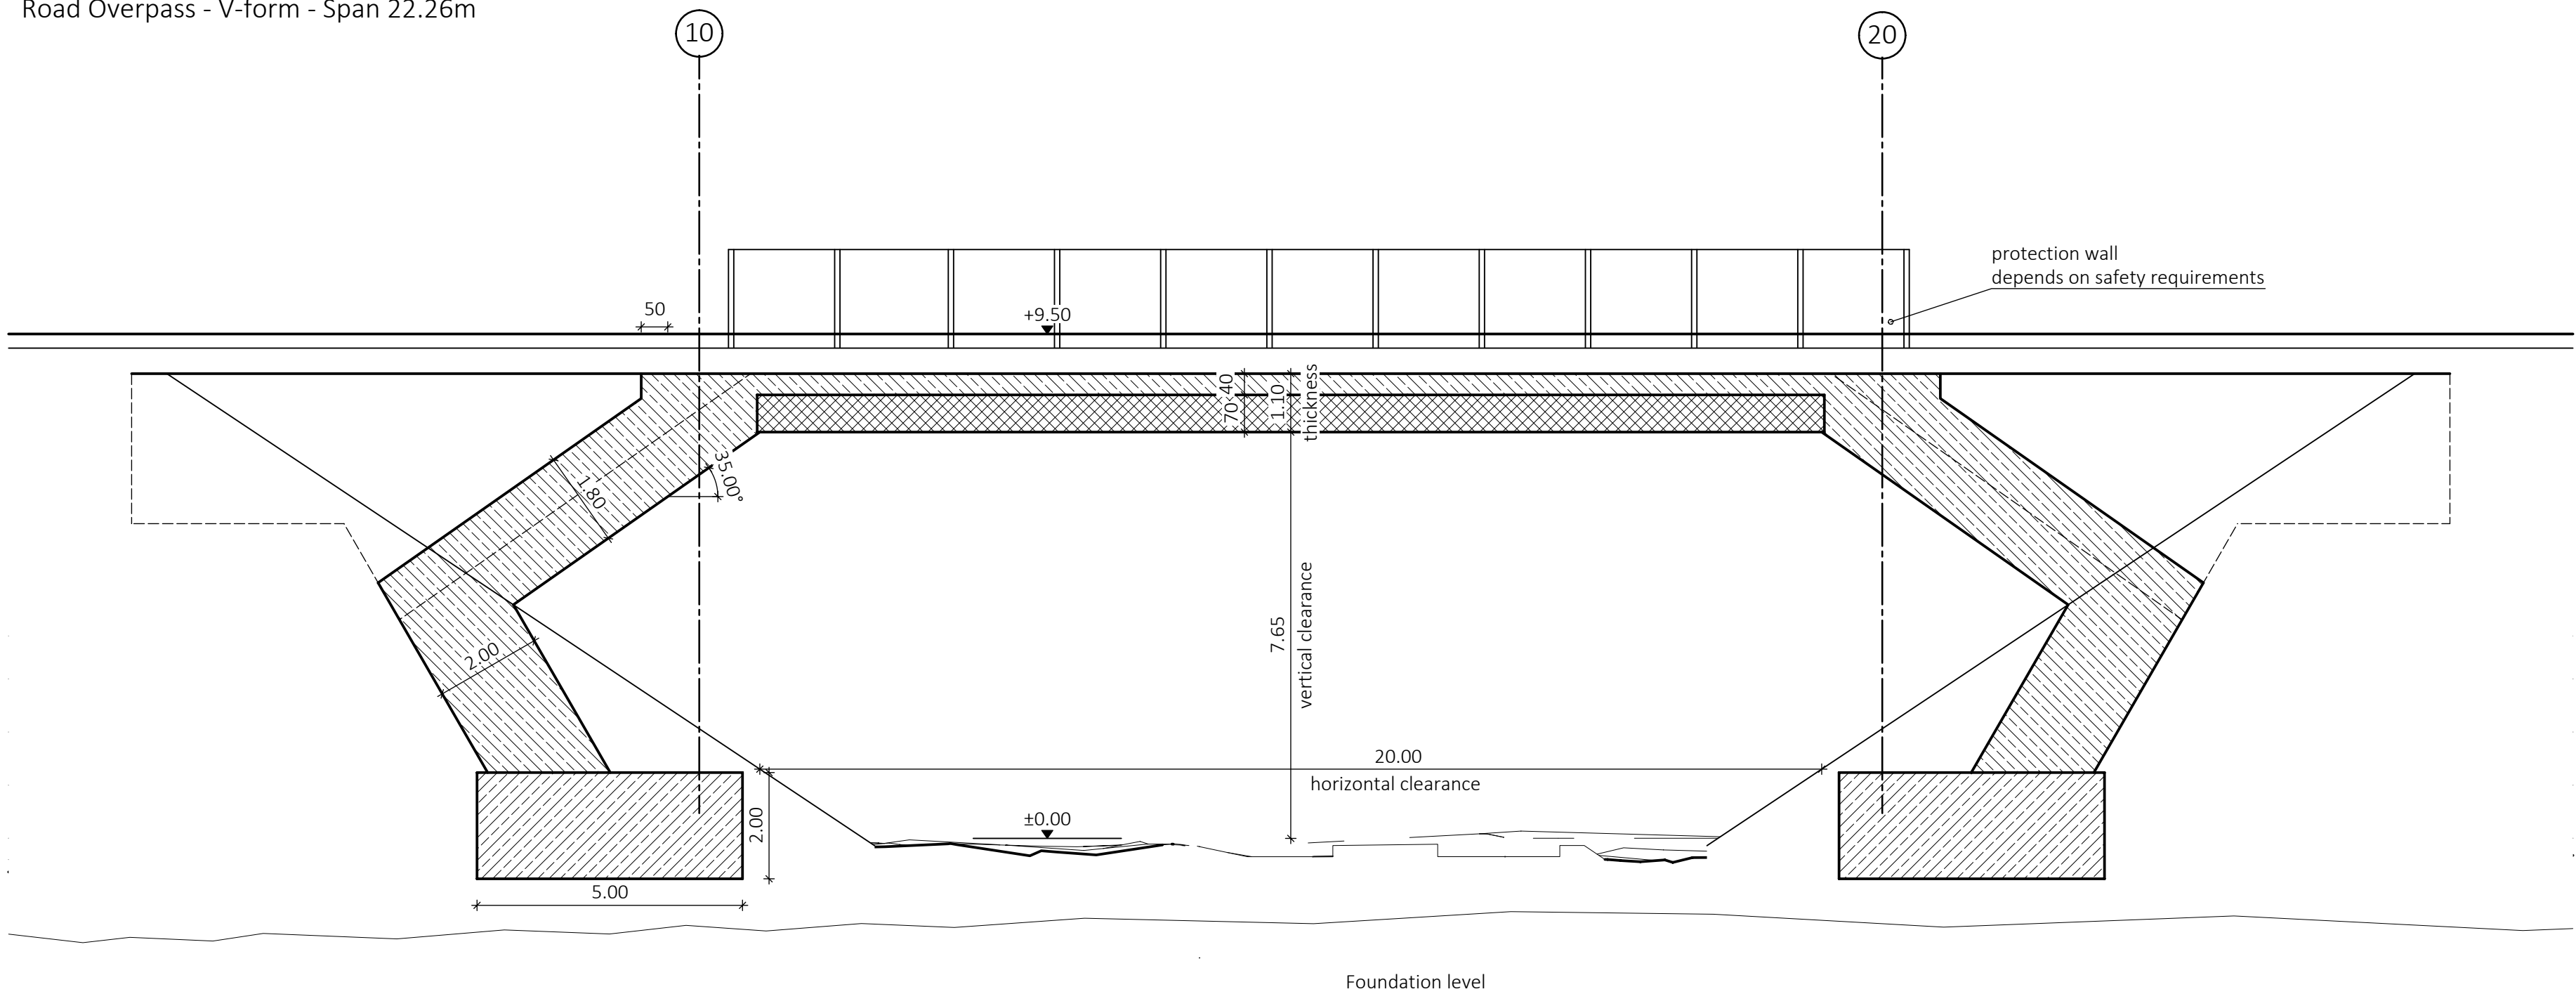 Road Overpass - V-form - Span 22.26m
10
20
protection wall
depends on safety requirements
50
+9.50
70 40
1.10
thickness
35.00°
1.80
2.00
7.65
vertical clearance
20.00
horizontal clearance
±0.00
2.00
5.00
Foundation level